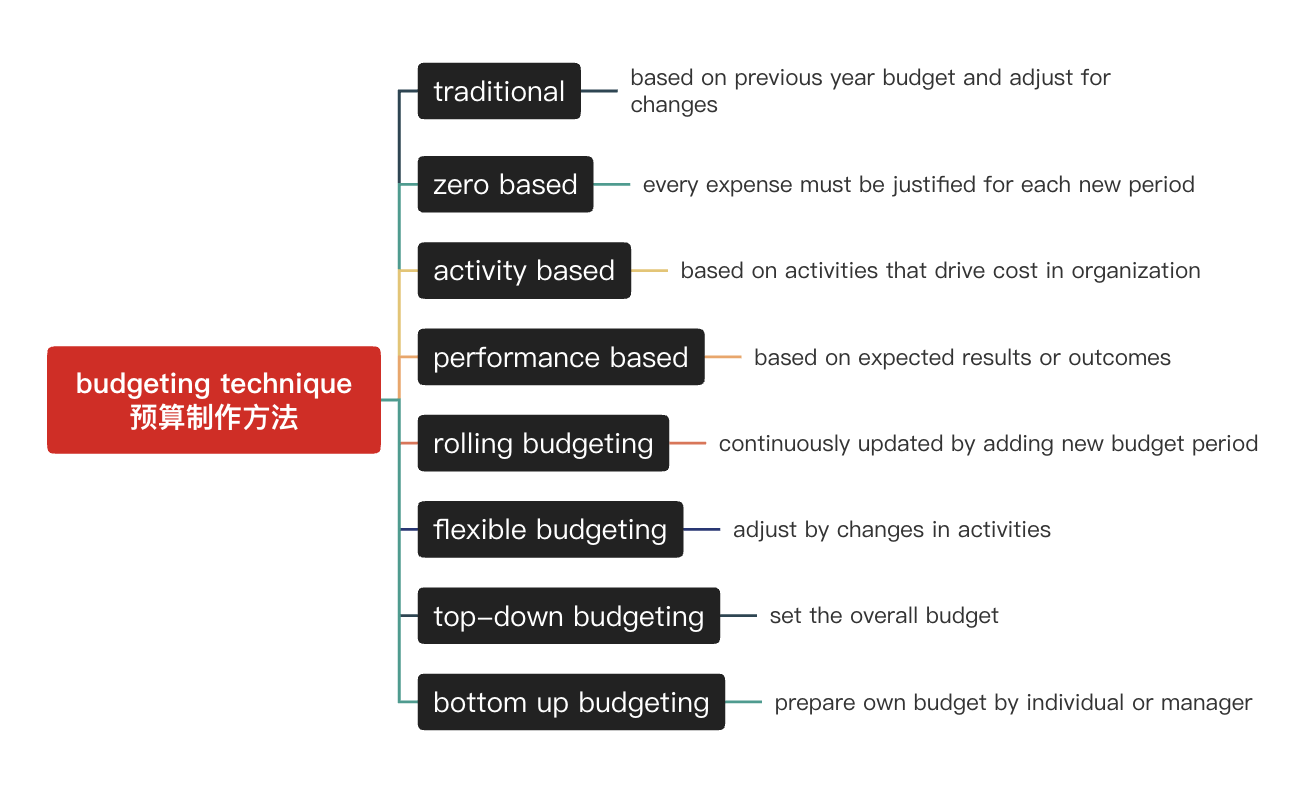 traditional
based on previous year budget and adjust for
changes
zero based
every expense must be justified for each new period
activity based
based on activities that drive cost in organization
performance based
based on expected results or outcomes
budgeting technique
预算制作方法
rolling budgeting
continuously updated by adding new budget period
flexible budgeting
adjust by changes in activities
top-down budgeting
set the overall budget
bottom up budgeting
prepare own budget by individual or manager